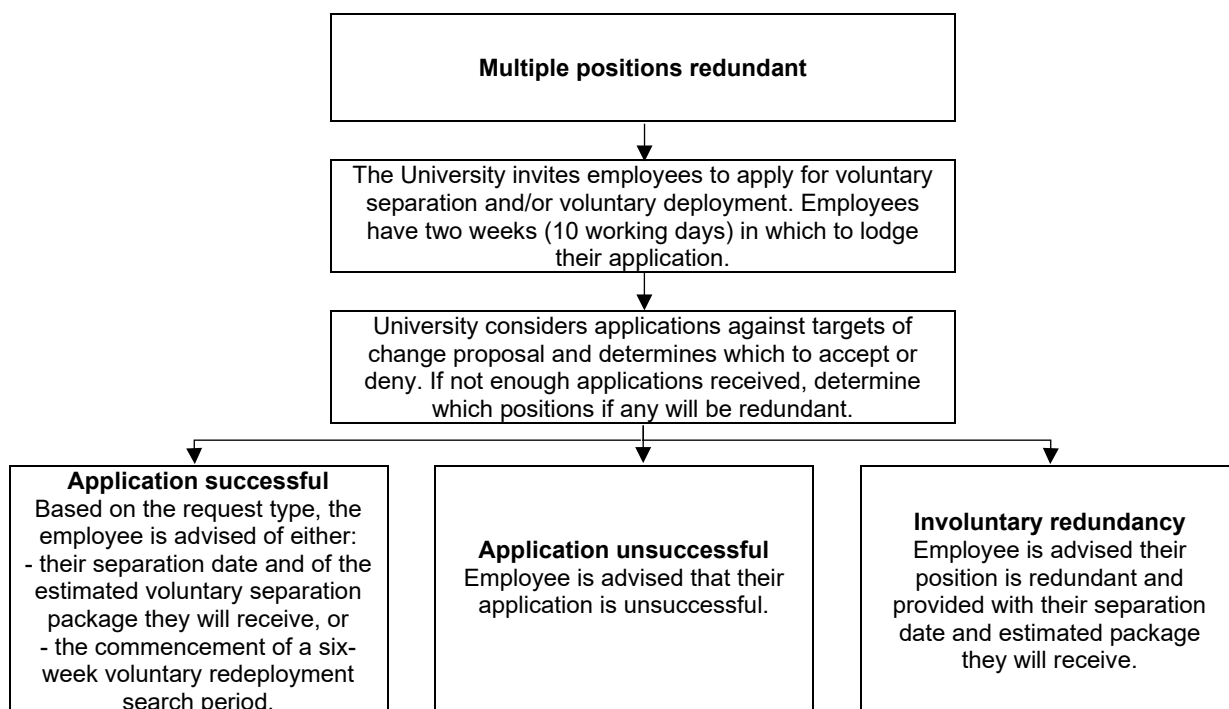 Multiple positions redundant
The University invites employees to apply for voluntary
separation and/or voluntary deployment. Employees
have two weeks (10 working days) in which to lodge
their application.
University considers applications against targets of
change proposal and determines which to accept or
deny. If not enough applications received, determine
which positions if any will be redundant.
Application successful
Based on the request type, the
employee is advised of either:
- their separation date and of the
estimated voluntary separation
package they will receive, or
- the commencement of a six-
week voluntary redeployment
search period.
Application unsuccessful
Employee is advised that their
application is unsuccessful.
Involuntary redundancy
Employee is advised their
position is redundant and
provided with their separation
date and estimated package
they will receive.